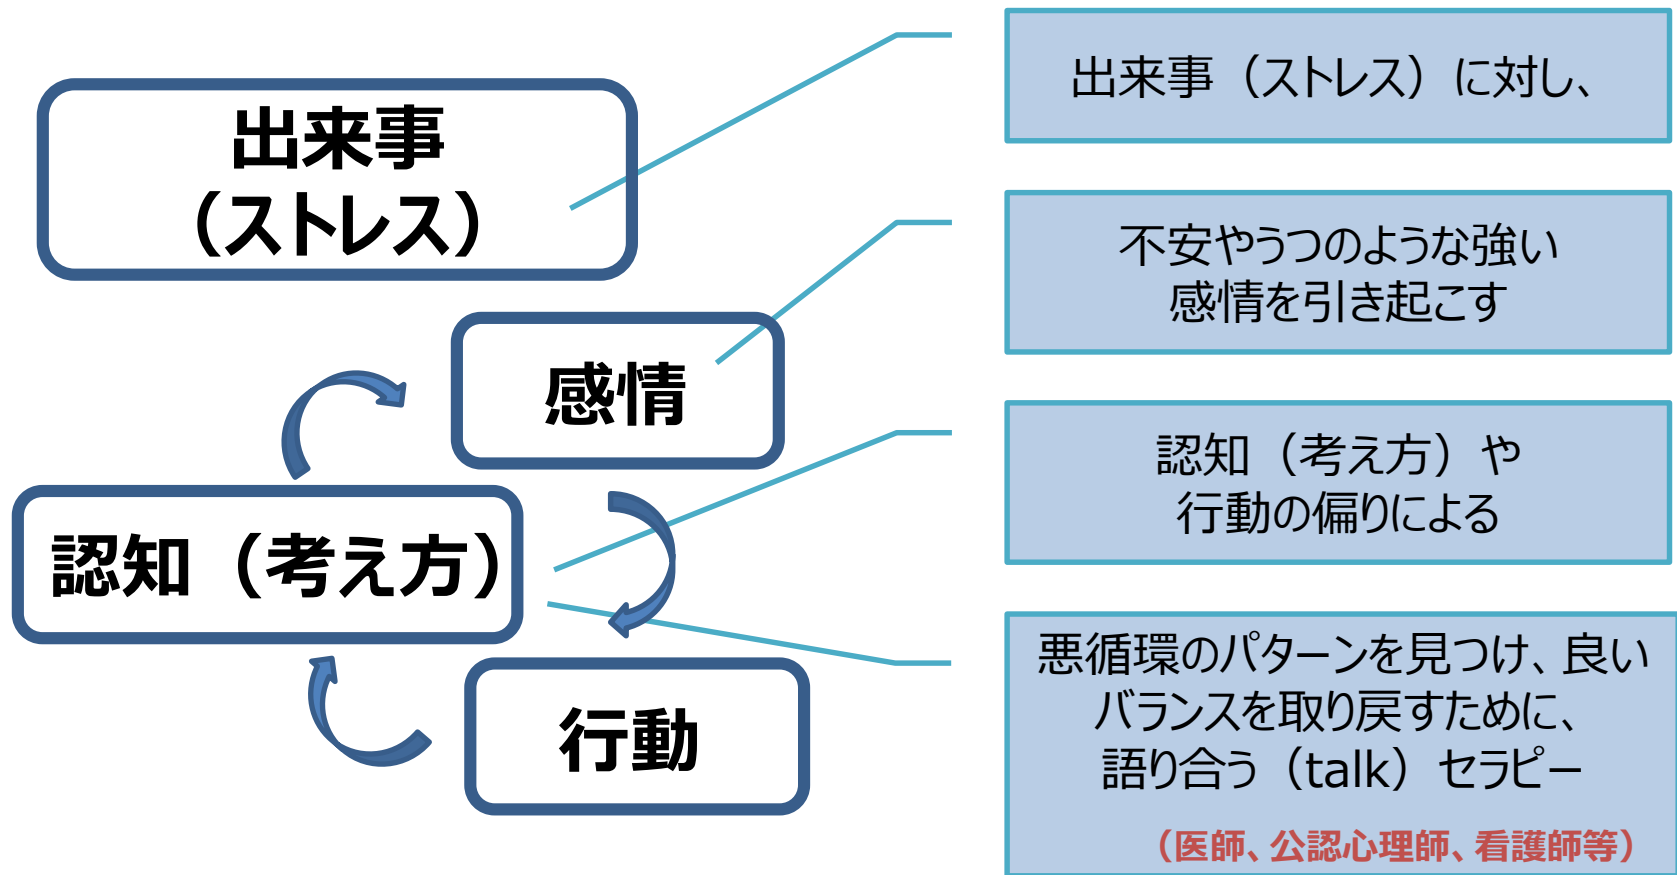 出来事
（ストレス）
感情
認知（考え方）
行動
出来事（ストレス）に対し、
不安やうつのような強い
感情を引き起こす
認知（考え方）や
行動の偏りによる
悪循環のパターンを見つけ、良い
バランスを取り戻すために、
語り合う（talk）セラピー
（医師、公認心理師、看護師等）